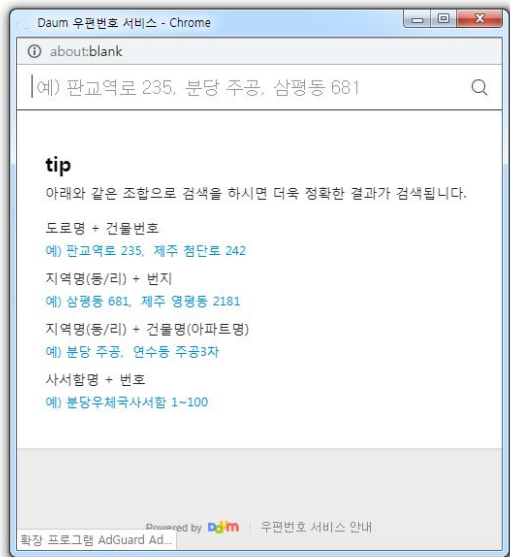 Daum 우편번호 서비스 - Chrome
about:blank
예) 판교역로 235, 분당 주공, 삼평동 681
tip
아래와 같은 조합으로 검색을 하시면 더욱 정확한 결과가 검색됩니다.
도로명 + 건물번호
예) 판교역로 235, 제주 첨단로 242
지역명(동/리) + 번지
예) 삼평동 681, 제주 영평동 2181
지역명(동/리) + 건물명(아파트명)
예) 분당 주공, 연수동 주공3차
사서함명 + 번호
예) 분당우체국사서함 1~100
Powered by Daum 우편번호 서비스 안내
확장 프로그램 AdGuard Ad...